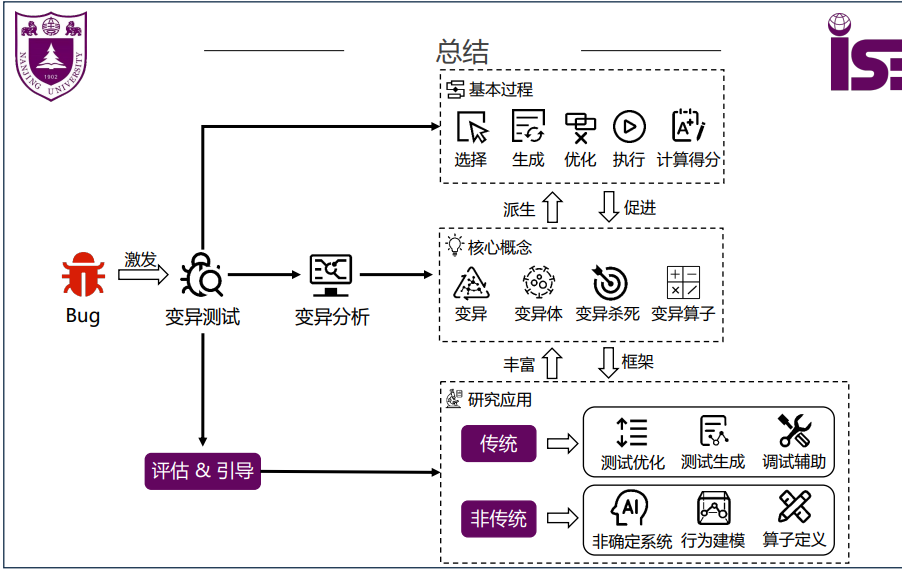 总结
NANJING UNIVERSITY
1902
iSE
基本过程
选择 生成 优化 执行 计算得分
A+
派生 促进
核心概念
变异 变异体 变异杀死 变异算子
激发
Bug 变异测试 变异分析
丰富 框架
研究应用
传统
测试优化 测试生成 调试辅助
评估 & 引导
非传统
AI
非确定系统 行为建模 算子定义